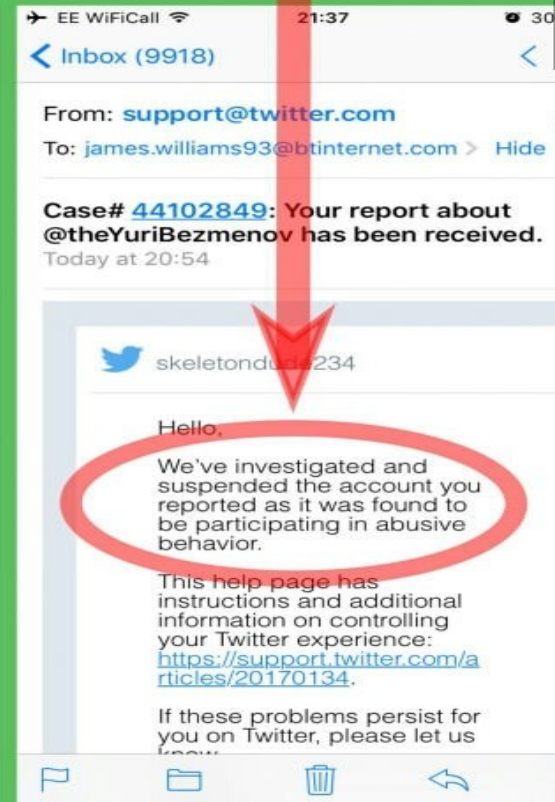 EE WiFiCall 21:37 30
Inbox (9918)
From: support@twitter.com
To: james.williams93@btinternet.com > Hide
Case# 44102849: Your report about
@theYuriBezmenov has been received.
Today at 20:54
skeletondude234
Hello,
We've investigated and
suspended the account you
reported as it was found to
be participating in abusive
behavior.
This help page has
instructions and additional
information on controlling
your Twitter experience:
https://support.twitter.com/a
rticles/20170134.
If these problems persist for
you on Twitter, please let us
know